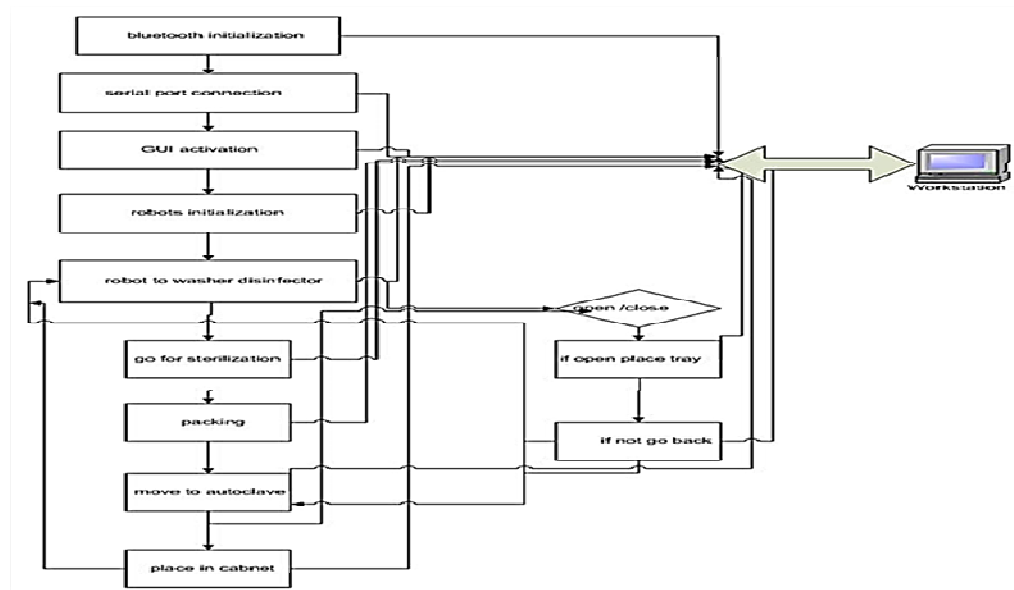 bluetooth initialization
serial port connection
GUI activation
robots initialization
robot to washer disinfector
go for sterilization
packing
move to autoclave
place in cabnet
open /close
if open place tray
if not go back
Workstation